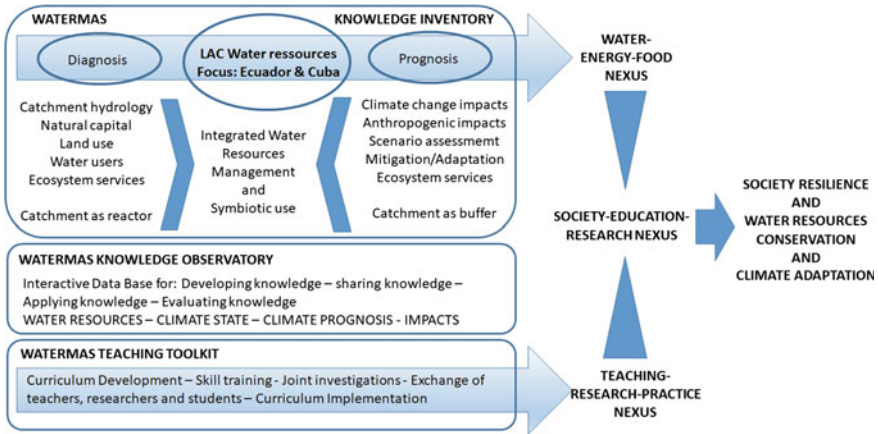 WATERMAS
KNOWLEDGE INVENTORY
Diagnosis
LAC Water ressources
Focus: Ecuador & Cuba
Prognosis
Catchment hydrology
Natural capital
Land use
Water users
Ecosystem services
Catchment as reactor
Integrated Water
Resources
Management
and
Symbiotic use
Climate change impacts
Anthropogenic impacts
Scenario assessmemt
Mitigation/Adaptation
Ecosystem services
Catchment as buffer
WATERMAS KNOWLEDGE OBSERVATORY
Interactive Data Base for: Developing knowledge – sharing knowledge –
Applying knowledge – Evaluating knowledge
WATER RESOURCES – CLIMATE STATE – CLIMATE PROGNOSIS - IMPACTS
WATERMAS TEACHING TOOLKIT
Curriculum Development – Skill training - Joint investigations - Exchange of
teachers, researchers and students – Curriculum Implementation
WATER-
ENERGY-FOOD
NEXUS
SOCIETY-EDUCATION-
RESEARCH NEXUS
TEACHING-
RESEARCH-PRACTICE
NEXUS
SOCIETY RESILIENCE
AND
WATER RESOURCES
CONSERVATION
AND
CLIMATE ADAPTATION